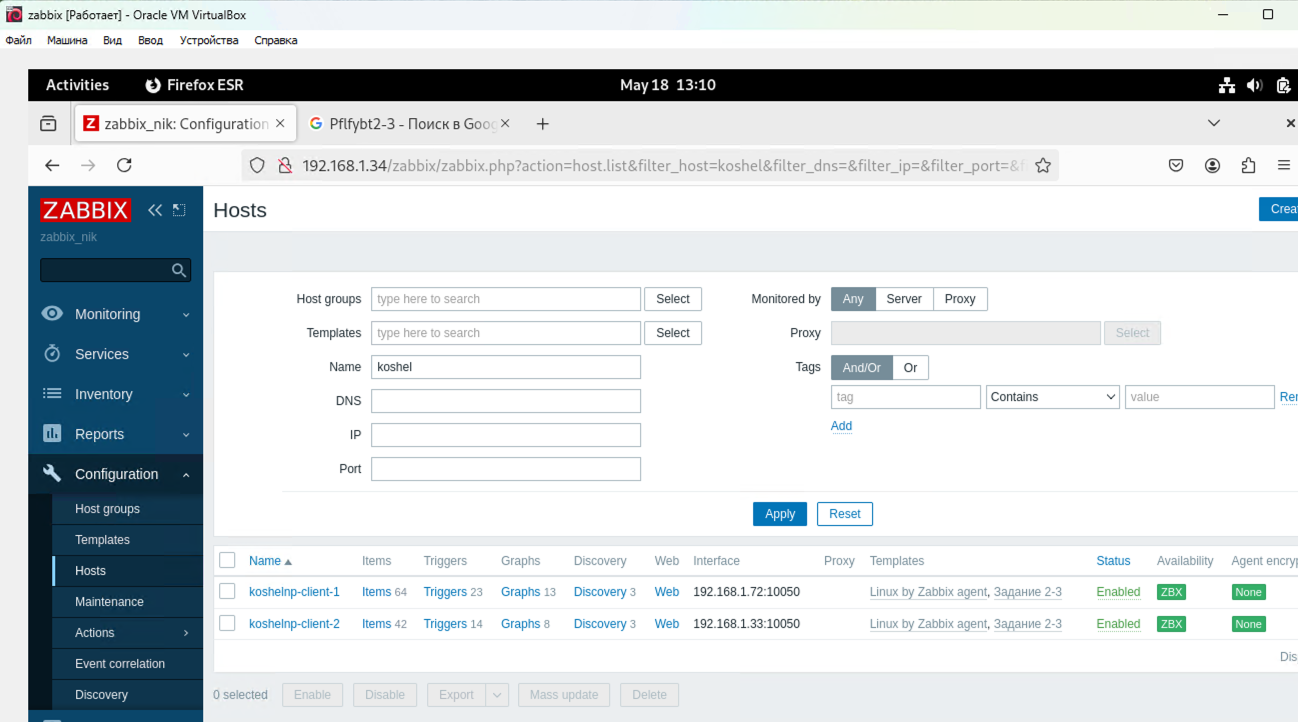 zabbix [Работает] - Oracle VM VirtualBox
Файл Машина Вид Ввод Устройства Справка
Activities Firefox ESR May 18 13:10
zabbix_nik: Configuration × Pflfybt2-3 - Поиск в Goog × +
192.168.1.34/zabbix/zabbix.php?action=host.list&filter_host=koshel&filter_dns=&filter_ip=&filter_port=&f
ZABBIX
zabbix_nik
Monitoring
Services
Inventory
Reports
Configuration
Host groups
Templates
Hosts
Maintenance
Actions
Event correlation
Discovery
Hosts Crea
Host groups type here to search Select Monitored by Any Server Proxy
Templates type here to search Select Proxy Select
Name koshel Tags And/Or Or
DNS tag Contains value Rem
IP Add
Port
Apply Reset
Name Items Triggers Graphs Discovery Web Interface Proxy Templates Status Availability Agent encryp
koshelnp-client-1 Items 64 Triggers 23 Graphs 13 Discovery 3 Web 192.168.1.72:10050 Linux by Zabbix agent, Задание 2-3 Enabled ZBX None
koshelnp-client-2 Items 42 Triggers 14 Graphs 8 Discovery 3 Web 192.168.1.33:10050 Linux by Zabbix agent, Задание 2-3 Enabled ZBX None
Dis
0 selected Enable Disable Export Mass update Delete